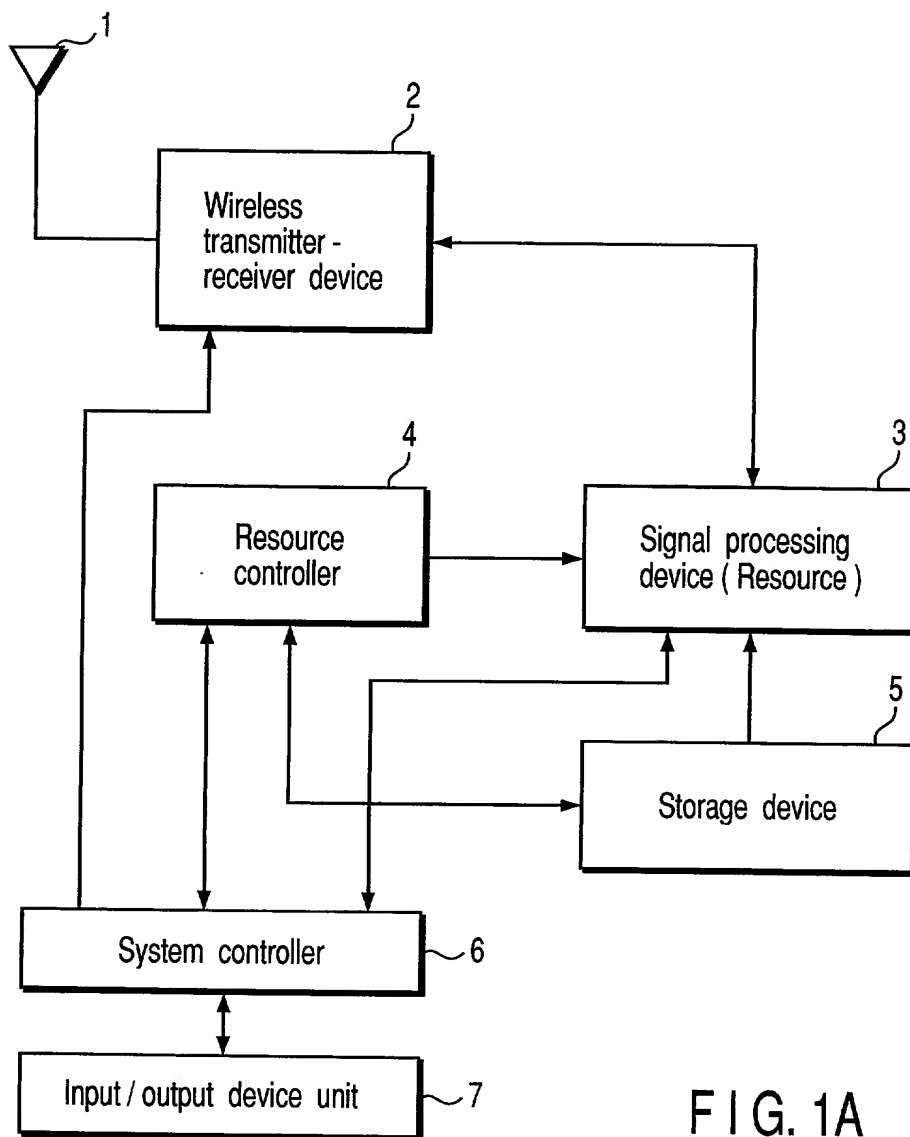 1
2
Wireless
transmitter -
receiver device
4
Resource
controller
3
Signal processing
device ( Resource )
5
Storage device
System controller
6
Input / output device unit
7
FIG. 1A